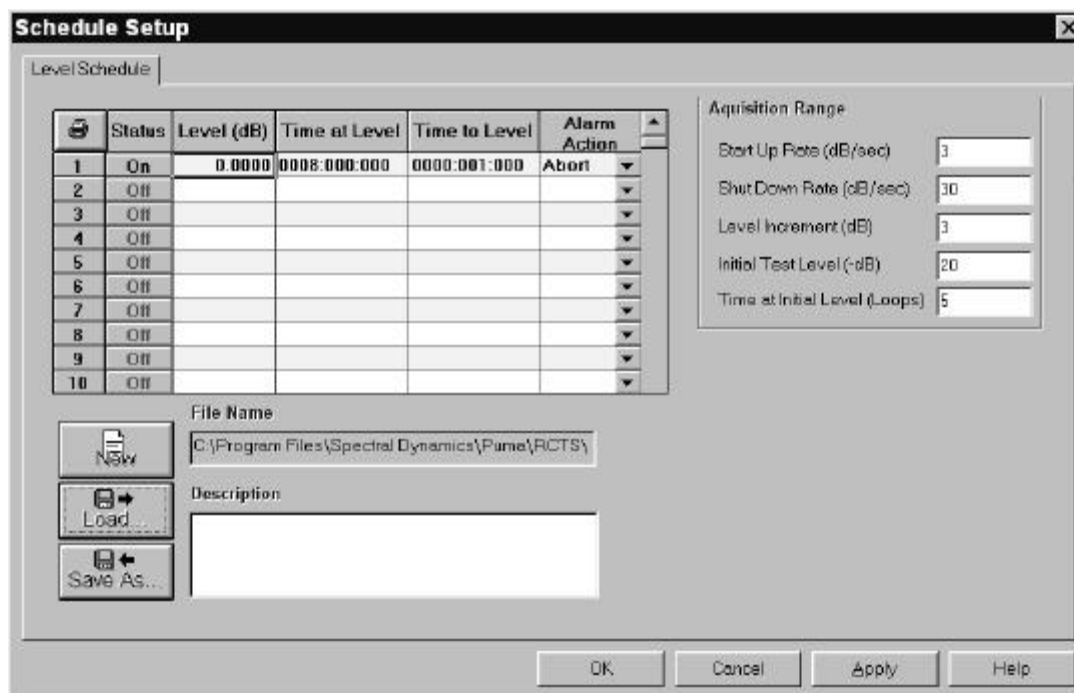 Schedule Setup
Level Schedule
Status Level (dB) Time at Level Time to Level Alarm Action
1 On 0.0000 0008:000:000 0000:001:000 Abort
2 Off
3 Off
4 Off
5 Off
6 Off
7 Off
8 Off
9 Off
10 Off
Aquisition Range
Start Up Rate (dB/sec) 3
Shut Down Rate (dB/sec) 30
Level Increment (dB) 3
Initial Test Level (-dB) 20
Time at Initial Level (Loops) 5
New
Load...
Save As...
File Name
C:\Program Files\Spectral Dynamics\Puma\RCTS\
Description
OK Cancel Apply Help